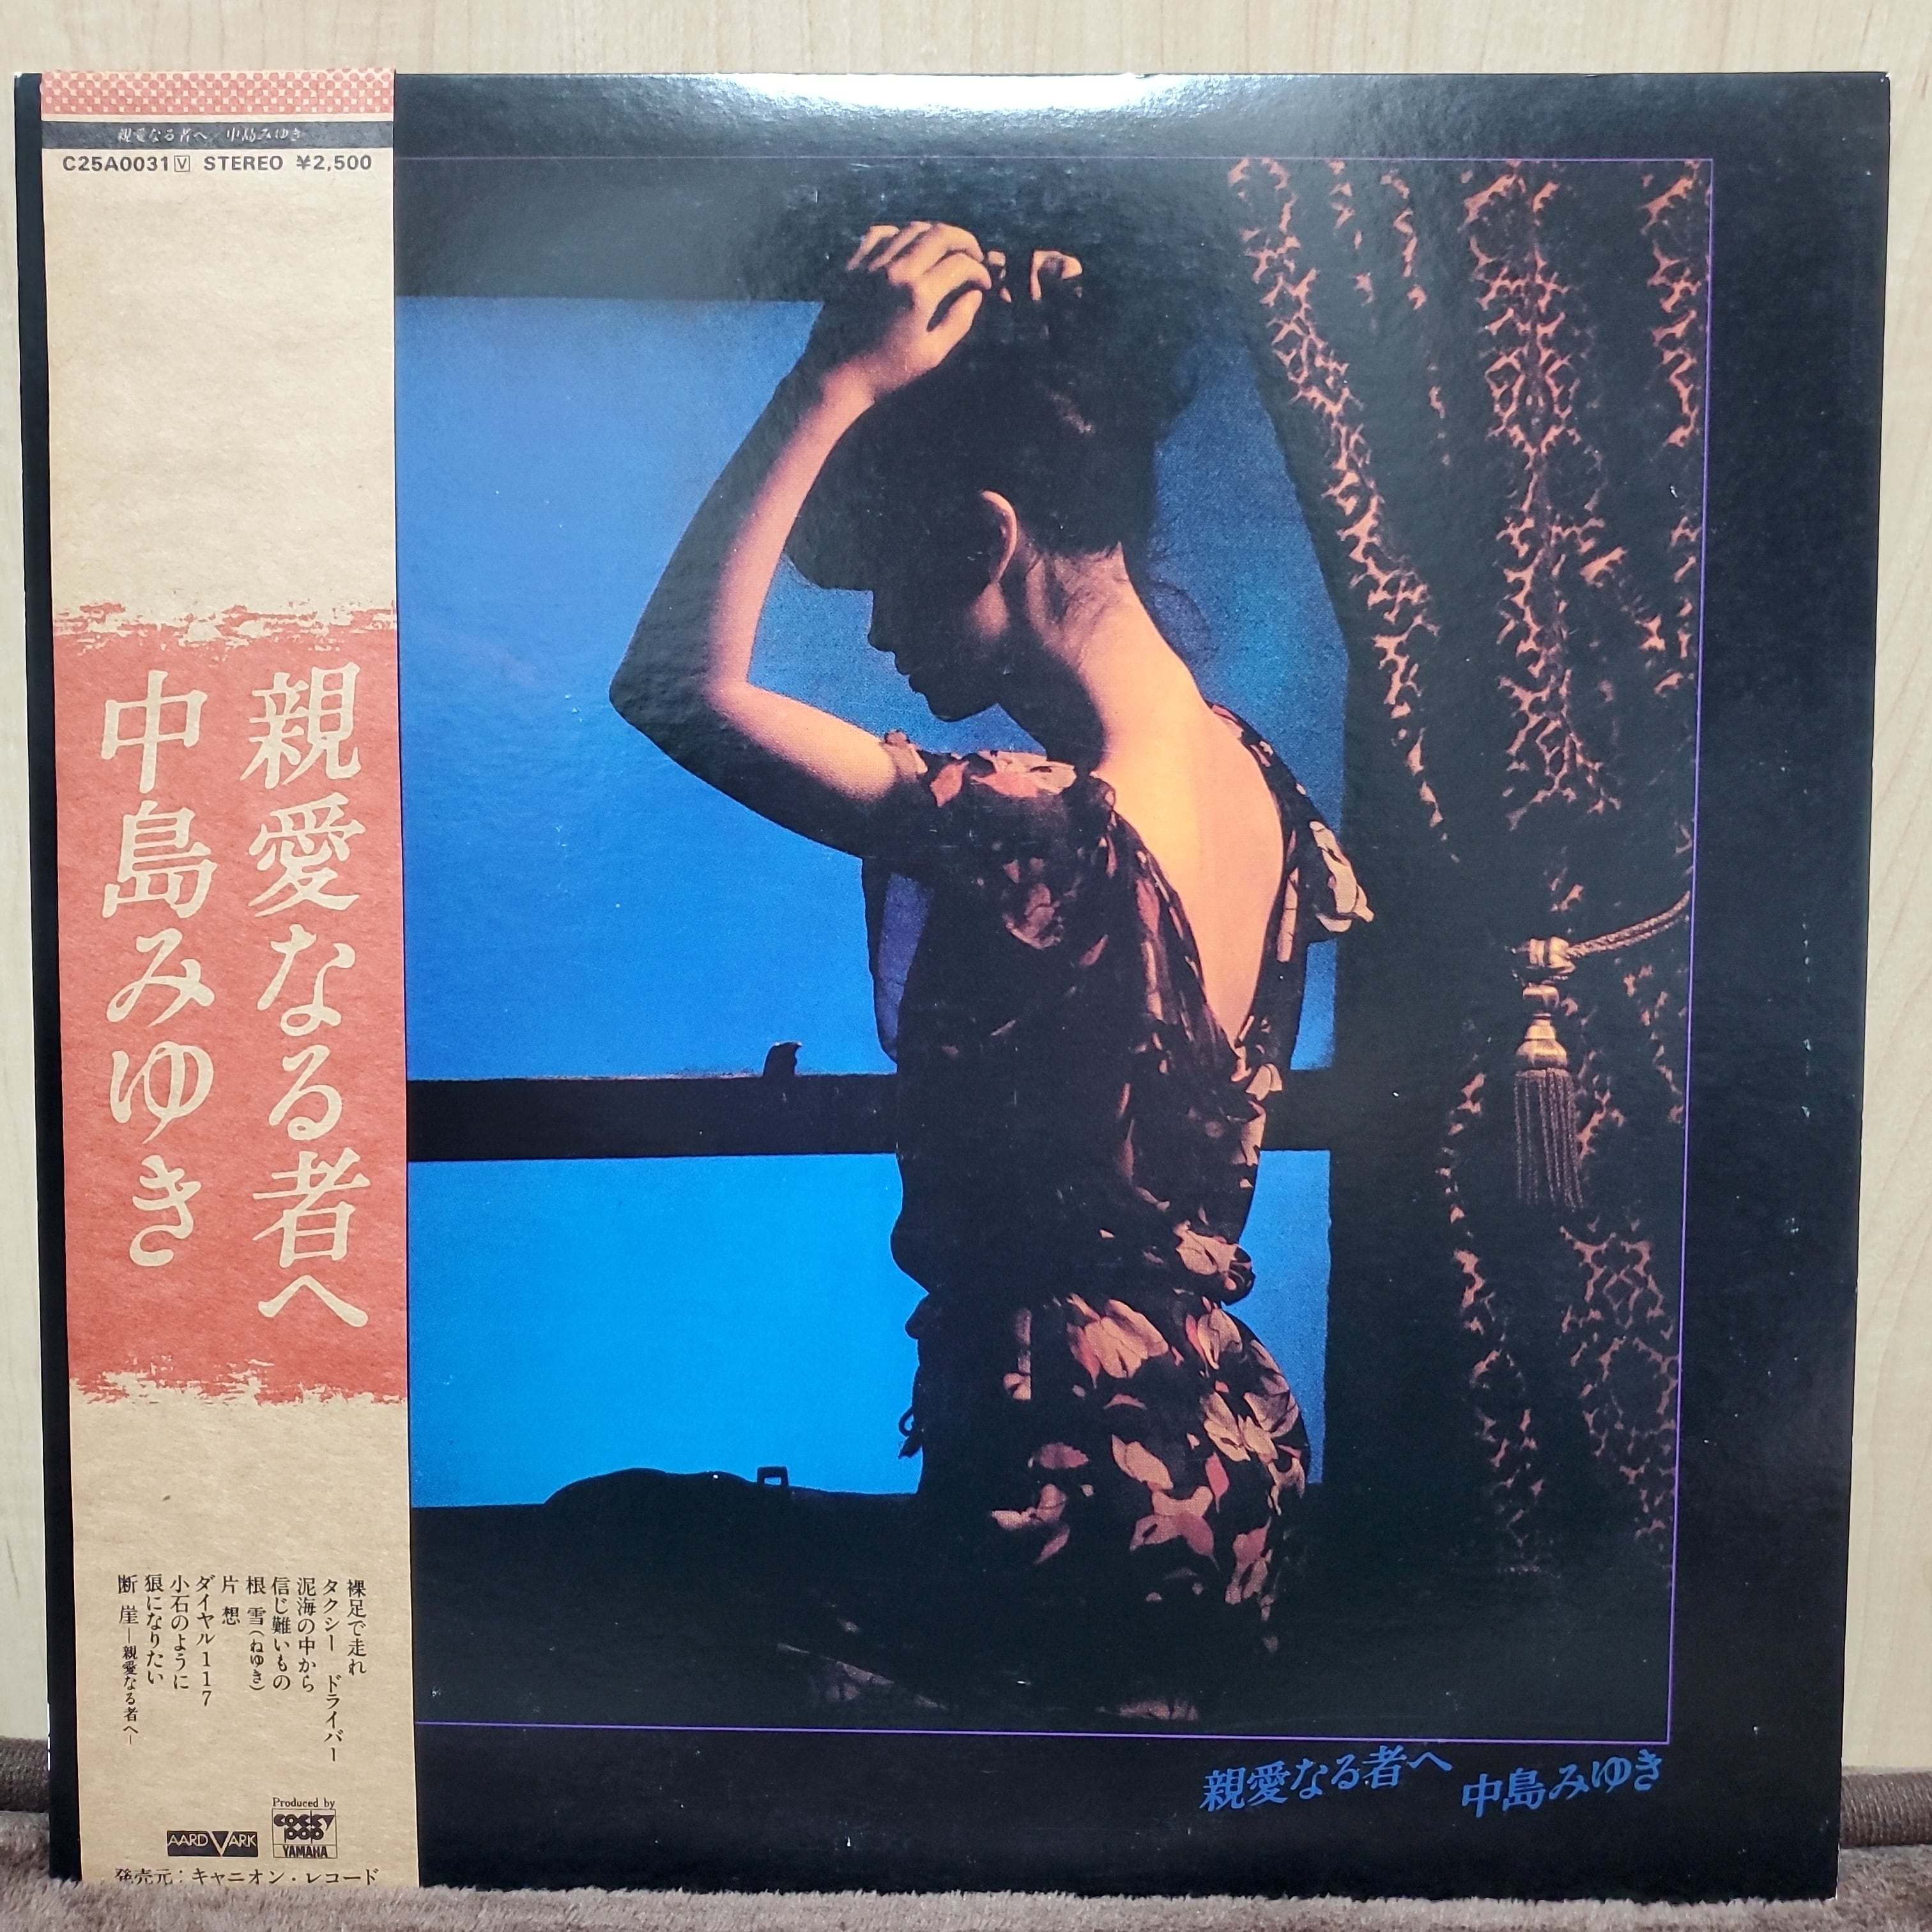 親愛なる者へ 中島みゆき
C25A0031 V STEREO ¥2,500
親愛なる者へ
中島みゆき
裸足で走れ
タクシー ドライバー
泥海の中から
信じ難いもの
根 雪(ねゆき)
片 想
ダイヤル117
小石のように
狼になりたい
断 崖―親愛なる者へ―
Produced by
AARD VARK
COCKY POP
YAMAHA
発売元:キャニオン・レコード
親愛なる者へ 中島みゆき